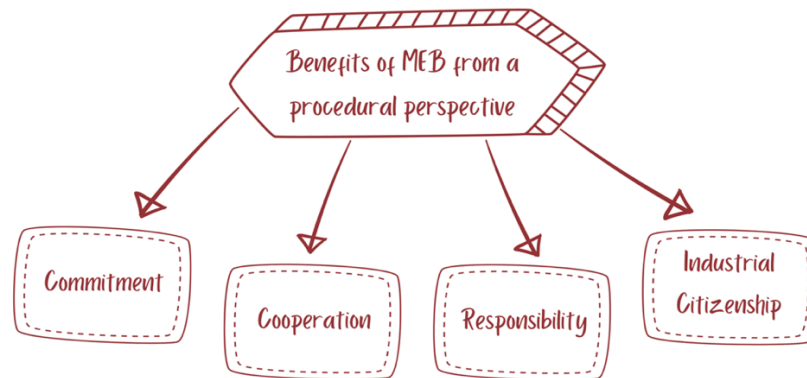 Benefits of MEB from a
procedural perspective
Commitment
Cooperation
Responsibility
Industrial
Citizenship